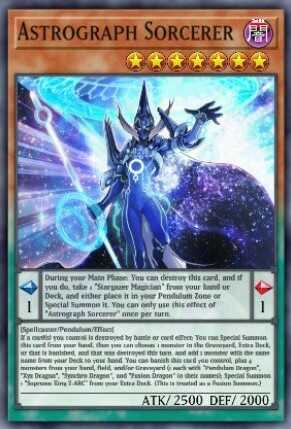 ASTROGRAPH SORCERER
闇
During your Main Phase: You can destroy this card, and if
you do, take 1 "Stargazer Magician" from your hand or
Deck, and either place it in your Pendulum Zone or
Special Summon it. You can only use this effect
of "Astrograph Sorcerer" once per turn.
1
1
[Spellcaster/Pendulum/Effect]
If a card(s) you control is destroyed by battle or card effect: You can Special Summon
this card from your hand, then you can choose 1 monster in the Graveyard, Extra Deck,
or that is banished, and that was destroyed this turn, and add 1 monster with the same
name from your Deck to your hand. You can banish this card you control, plus 4
monsters from your hand, field, and/or Graveyard (1 each with "Pendulum Dragon",
"Xyz Dragon", "Synchro Dragon", and "Fusion Dragon" in their names); Special Summon
1 "Supreme King Z-ARC" from your Extra Deck. (This is treated as a Fusion Summon.)
ATK/ 2500 DEF/ 2000